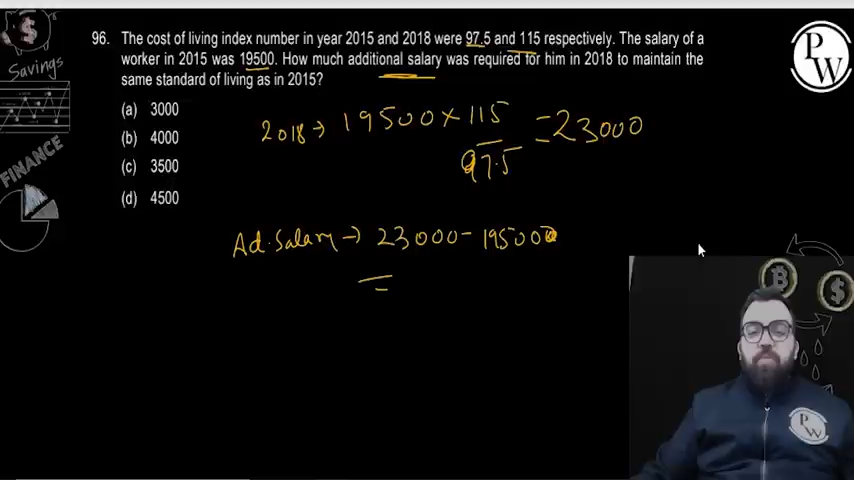 96. The cost of living index number in year 2015 and 2018 were 97.5 and 115 respectively. The salary of a
worker in 2015 was 19500. How much additional salary was required for him in 2018 to maintain the
same standard of living as in 2015?
(a) 3000
(b) 4000
(c) 3500
(d) 4500
2018 → 19500 × 115
97.5
= 23000
Ad. Salary → 23000 - 19500
=
Savings
FINANCE
P
W
P
W